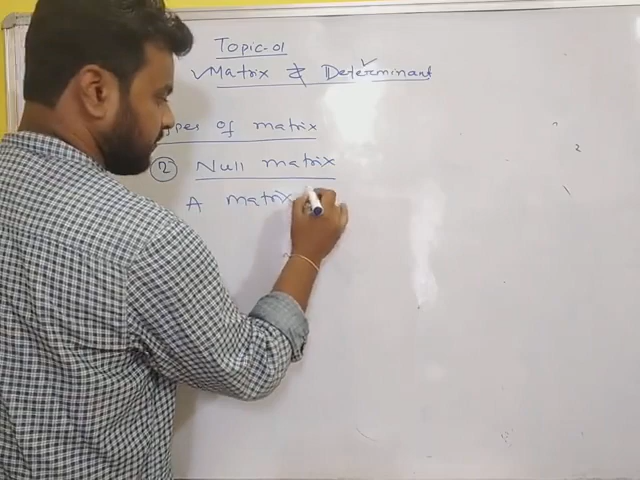 Topic-01
Matrix & Determinant
Types of matrix
② Null matrix
A matrix